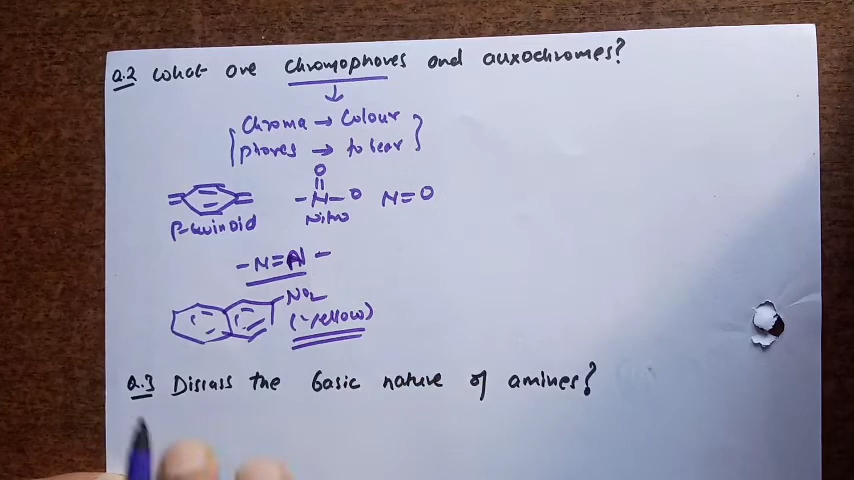 Q.2 What are chromophores and auxochromes?
Chroma → Colour
phores → to bear
O
-N-O N=O
P-Quinoid Nitro
-N=N-
NO2
(Yellow)
Q.3 Discuss the basic nature of amines?